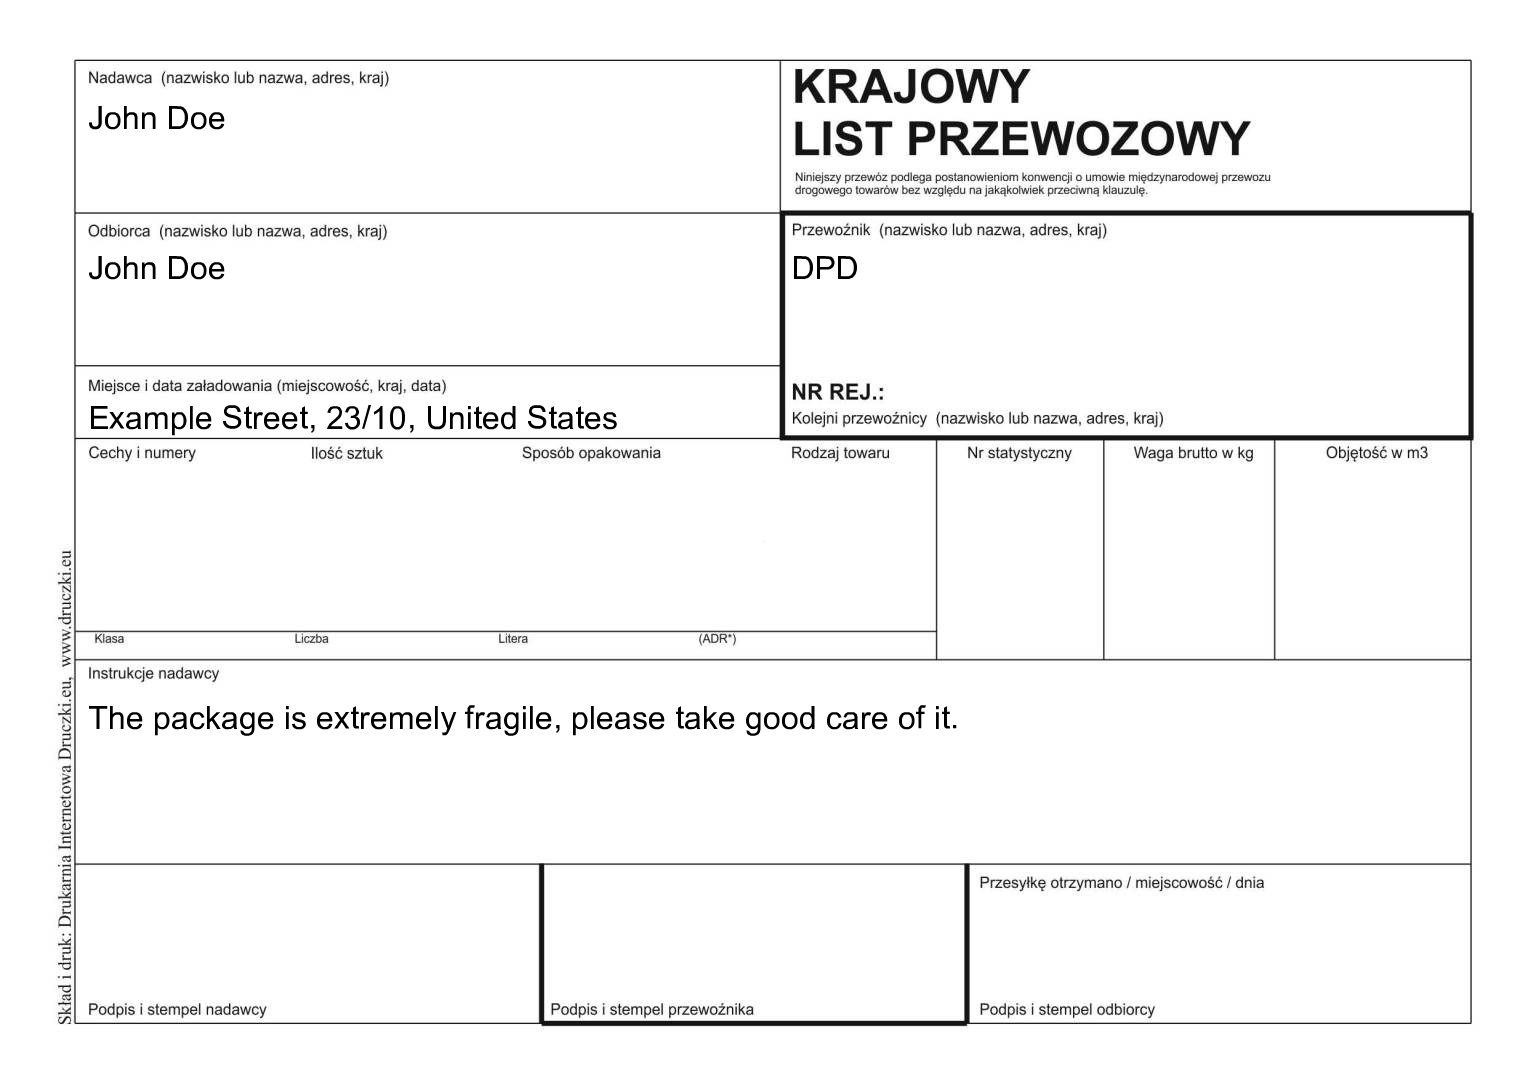 Nadawca (nazwisko lub nazwa, adres, kraj)
John Doe
KRAJOWY
LIST PRZEWOZOWY
Niniejszy przewóz podlega postanowieniom konwencji o umowie międzynarodowej przewozu
drogowego towarów bez względu na jakąkolwiek przeciwną klauzulę.
Odbiorca (nazwisko lub nazwa, adres, kraj)
John Doe
Przewoźnik (nazwisko lub nazwa, adres, kraj)
DPD
Miejsce i data załadowania (miejscowość, kraj, data)
Example Street, 23/10, United States
NR REJ.:
Kolejni przewoźnicy (nazwisko lub nazwa, adres, kraj)
Cechy i numery Ilość sztuk Sposób opakowania Rodzaj towaru Nr statystyczny Waga brutto w kg Objętość w m3
Klasa Liczba Litera (ADR*)
Instrukcje nadawcy
The package is extremely fragile, please take good care of it.
Przesyłkę otrzymano / miejscowość / dnia
Podpis i stempel nadawcy Podpis i stempel przewoźnika Podpis i stempel odbiorcy
Skład i druk: Drukarnia Internetowa Druczki.eu, www.druczki.eu